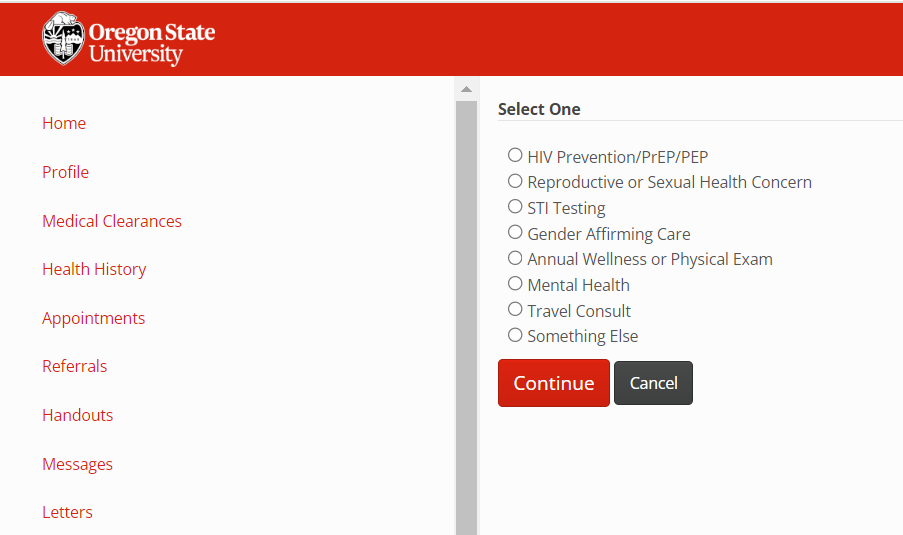 Oregon State
University
Home
Profile
Medical Clearances
Health History
Appointments
Referrals
Handouts
Messages
Letters
Select One
HIV Prevention/PrEP/PEP
Reproductive or Sexual Health Concern
STI Testing
Gender Affirming Care
Annual Wellness or Physical Exam
Mental Health
Travel Consult
Something Else
Continue
Cancel